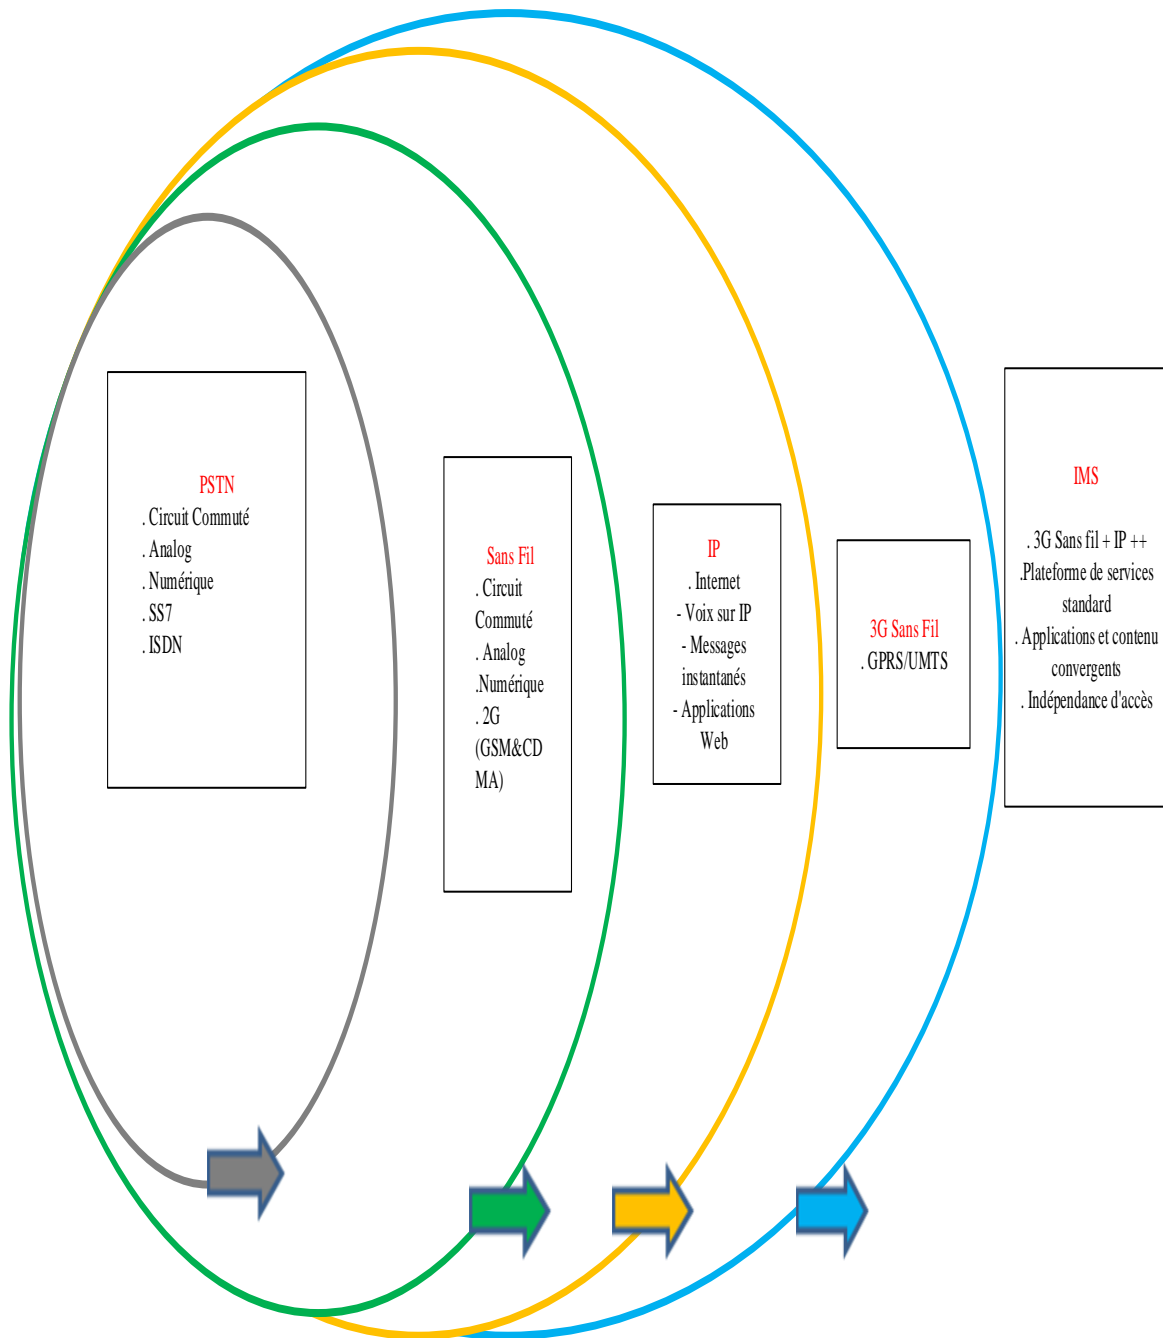 PSTN
. Circuit Commuté
. Analog
. Numérique
. SS7
. ISDN
Sans Fil
. Circuit
Commuté
. Analog
.Numérique
. 2G
(GSM&CD
MA)
IP
. Internet
- Voix sur IP
- Messages
instantanés
- Applications
Web
3G Sans Fil
. GPRS/UMTS
IMS
. 3G Sans fil + IP ++
.Plateforme de services
standard
. Applications et contenu
convergents
. Indépendance d'accès